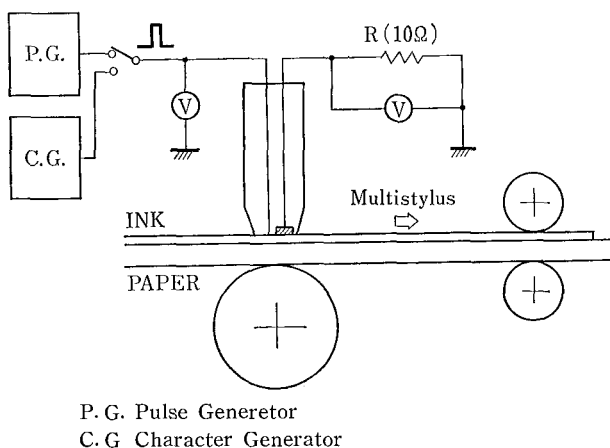 P.G.
C.G.
V
R(10Ω)
V
Multistylus
INK
PAPER
P.G. Pulse Generetor
C.G Character Generator